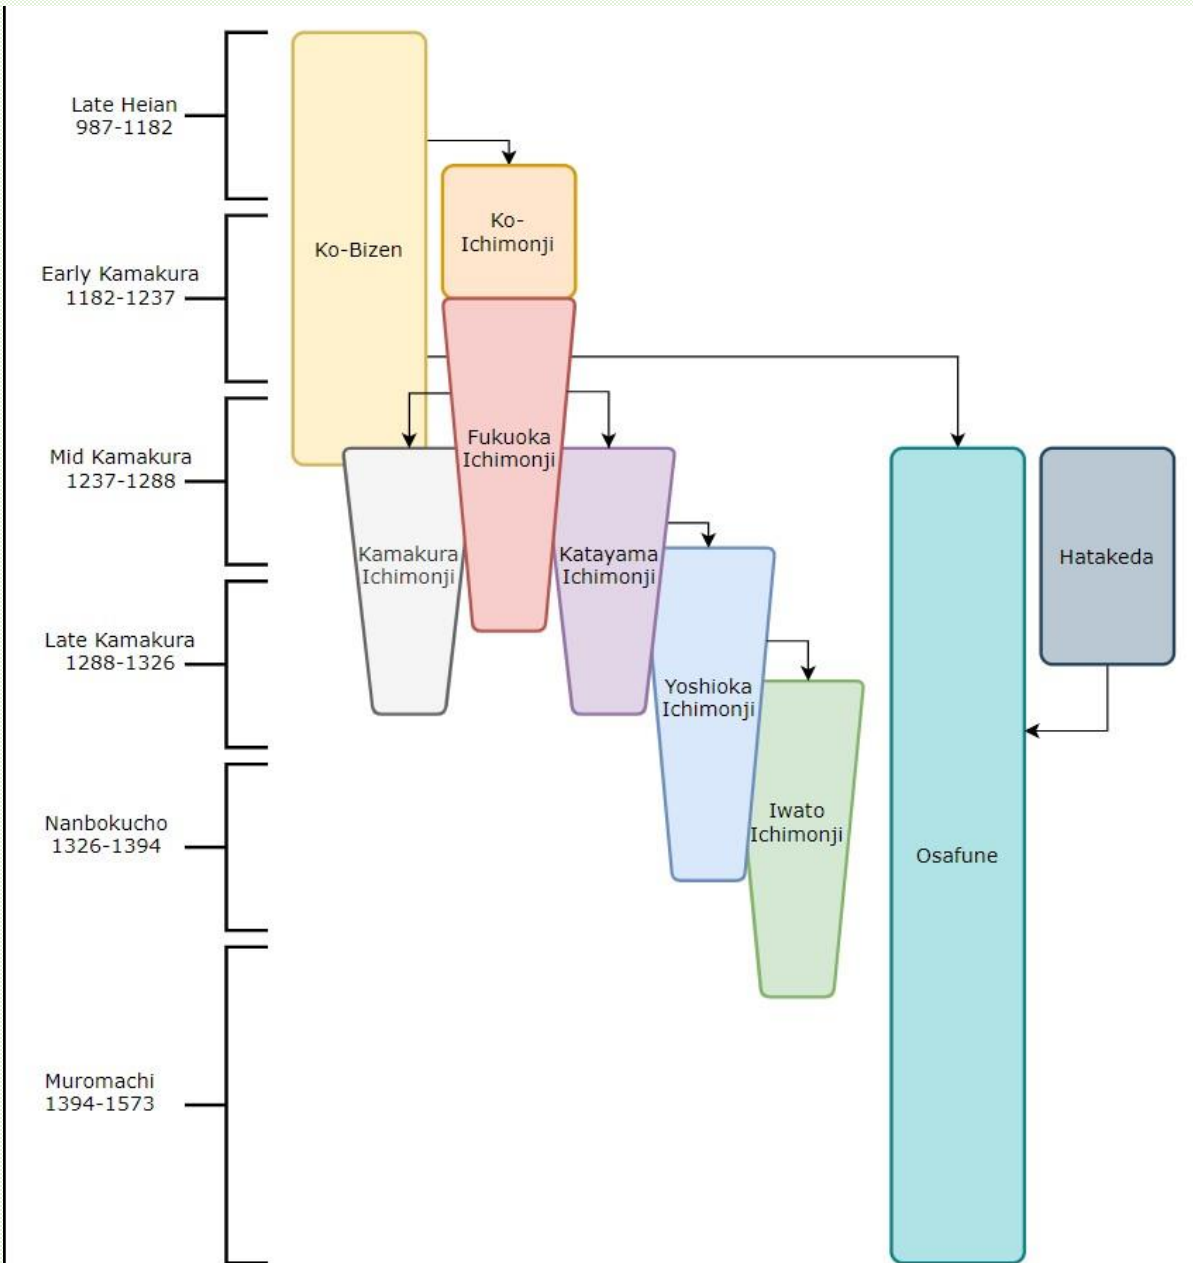 Late Heian
987-1182
Early Kamakura
1182-1237
Mid Kamakura
1237-1288
Late Kamakura
1288-1326
Nanbokucho
1326-1394
Muromachi
1394-1573
Ko-Bizen
Ko-
Ichimonji
Fukuoka
Ichimonji
Kamakura
Ichimonji
Katayama
Ichimonji
Yoshioka
Ichimonji
Iwato
Ichimonji
Osafune
Hatakeda